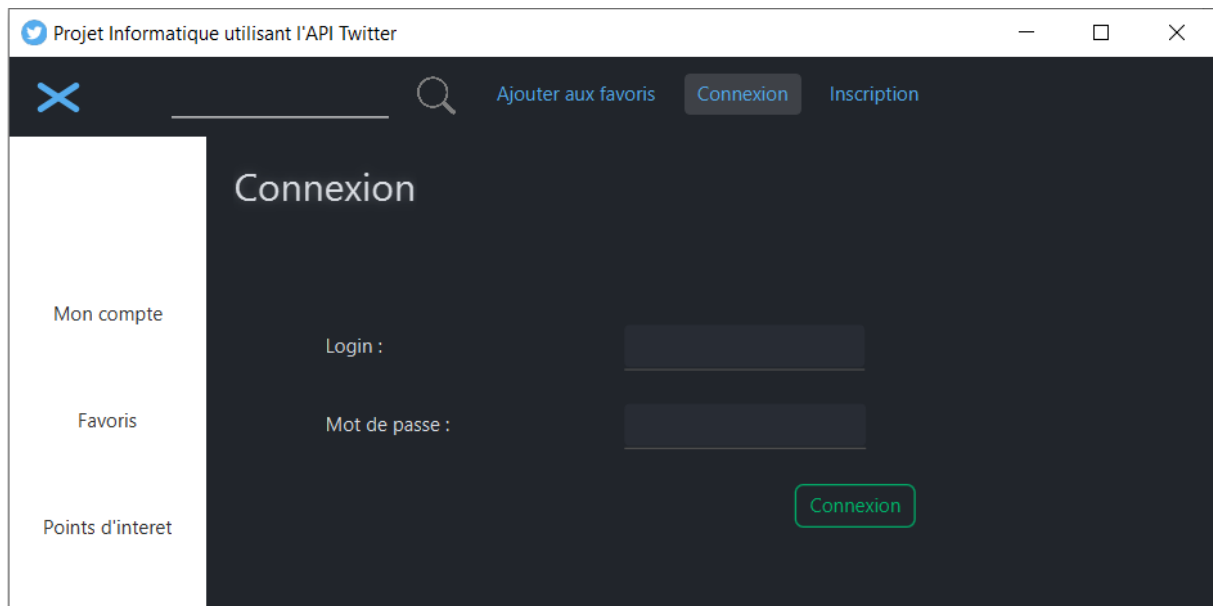 Projet Informatique utilisant l'API Twitter
Ajouter aux favoris Connexion Inscription
Connexion
Mon compte
Login :
Favoris
Mot de passe :
Connexion
Points d'interet